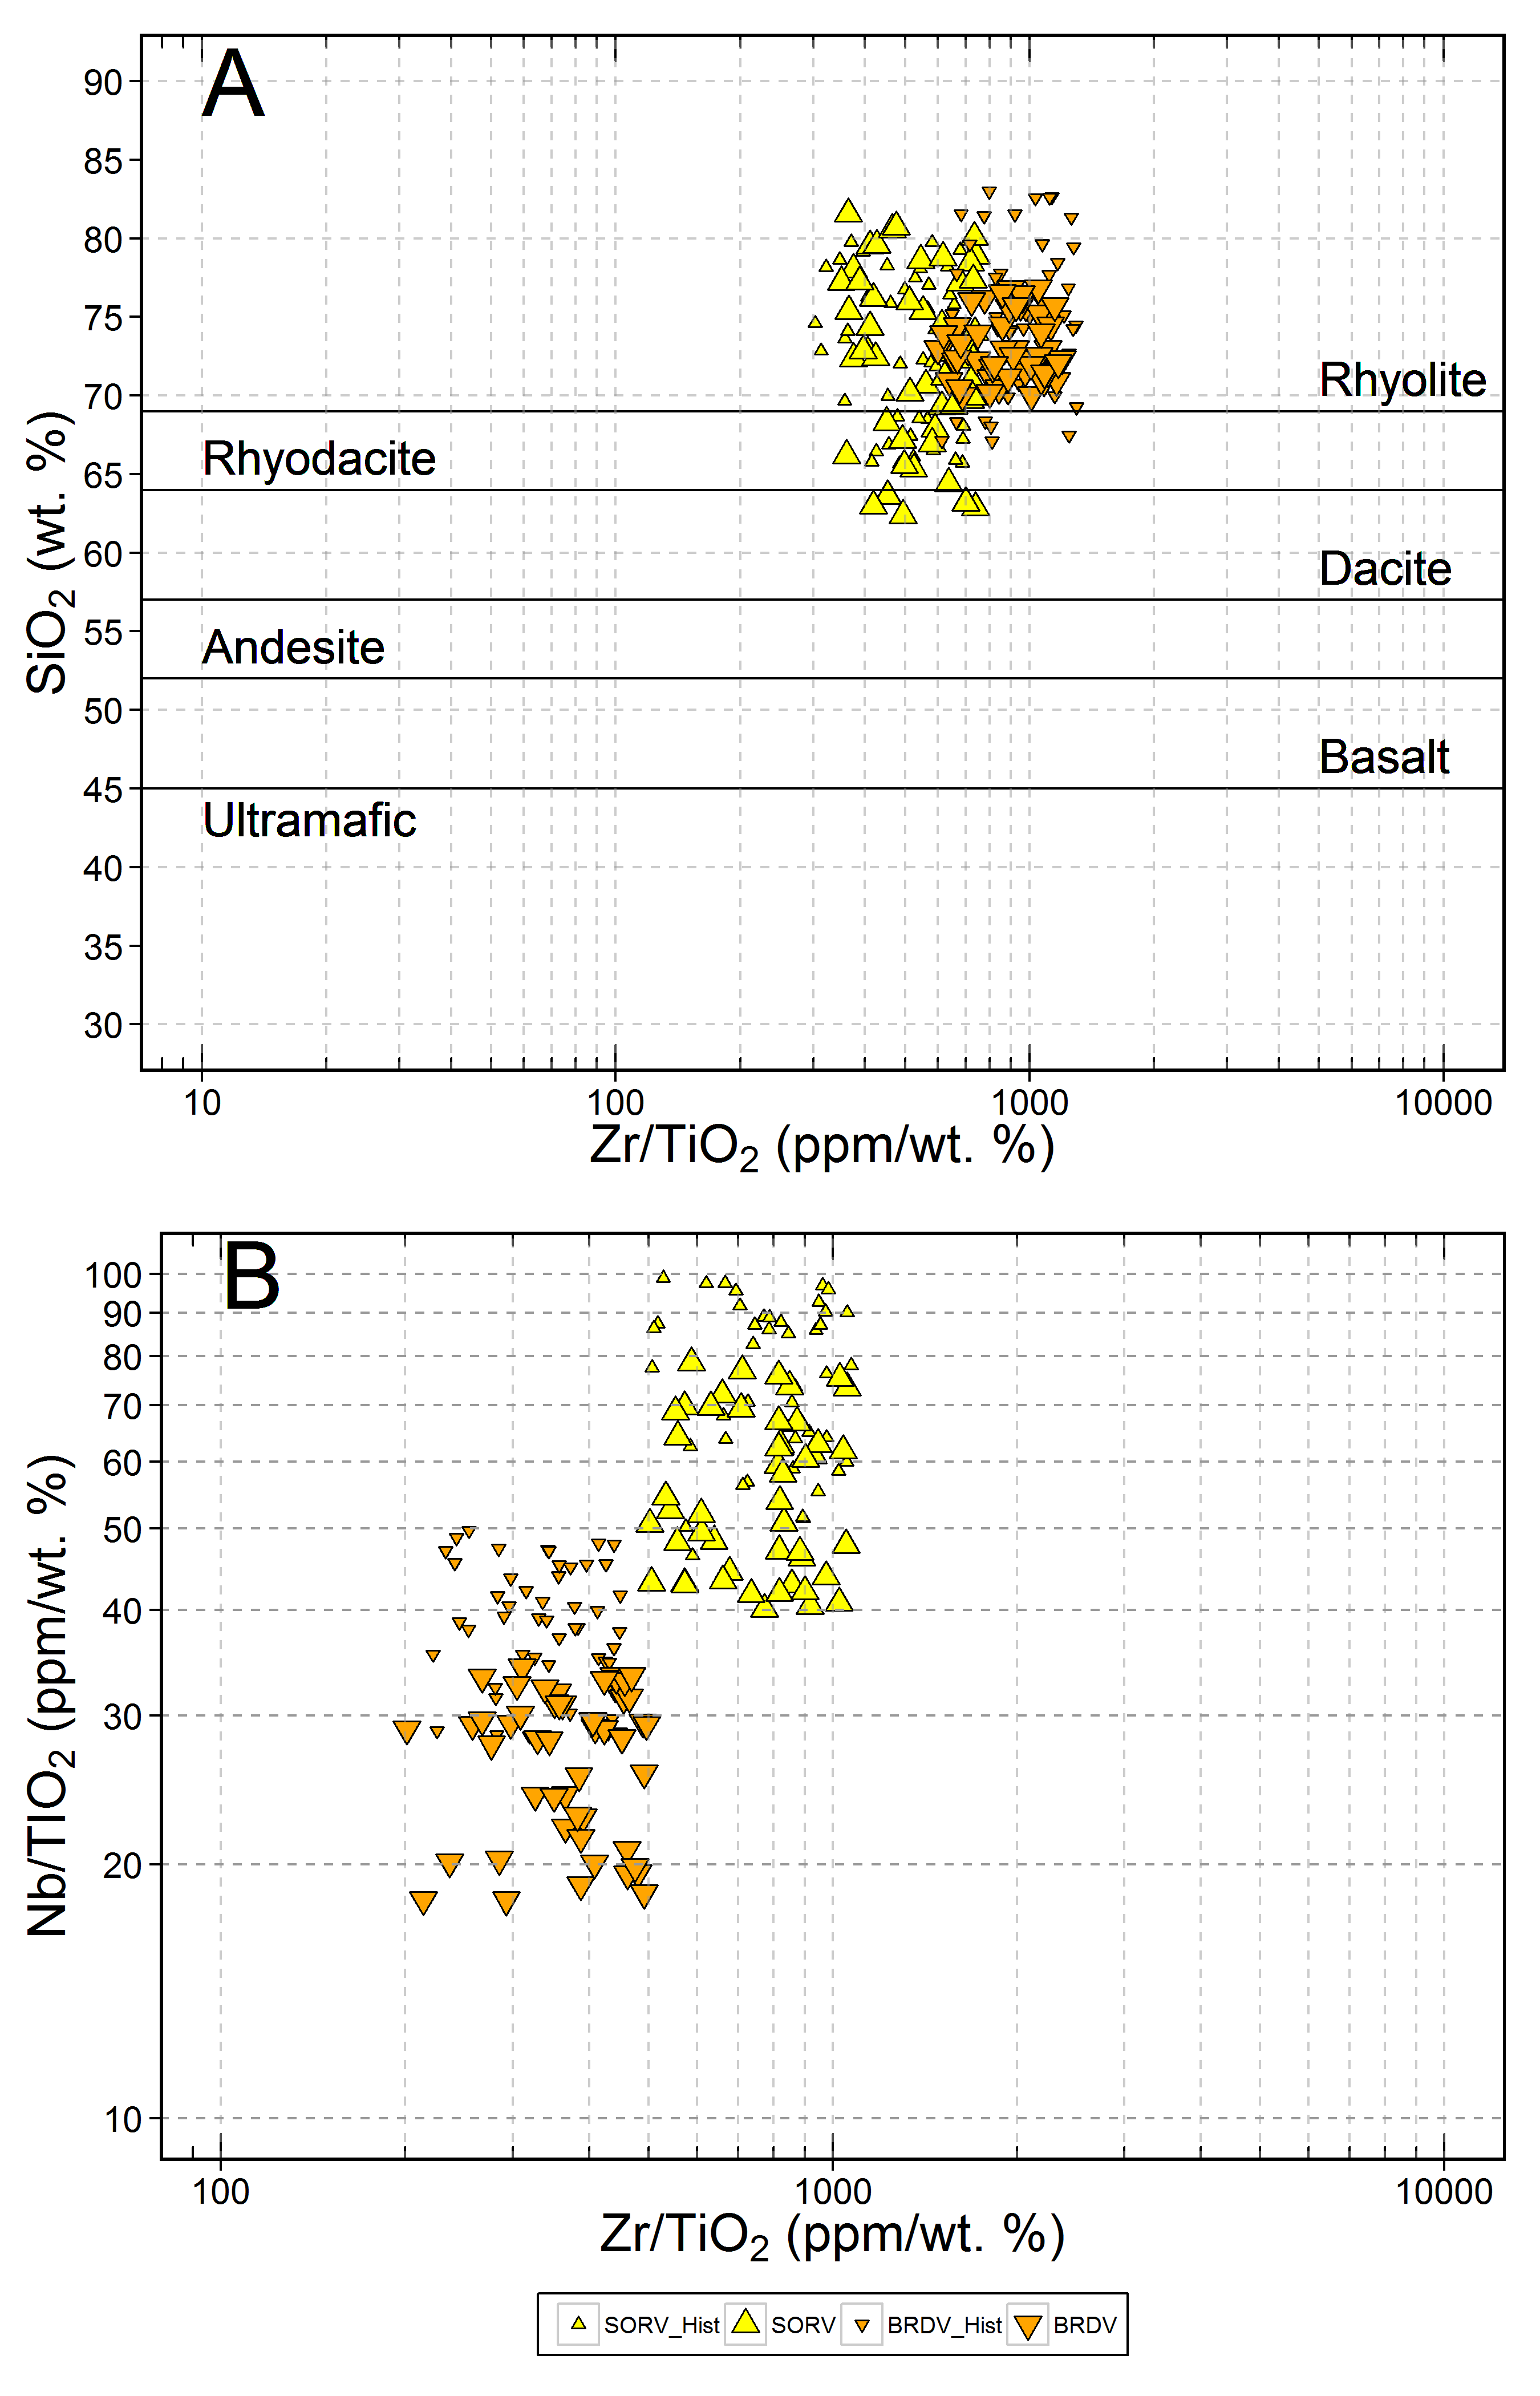 A
90
85
80
75
70
65
60
55
50
45
40
35
30
SiO2 (wt. %)
Rhyolite
Rhyodacite
Dacite
Andesite
Basalt
Ultramafic
10 100 1000 10000
Zr/TiO2 (ppm/wt. %)
B
100
90
80
70
60
50
40
30
20
10
Nb/TIO2 (ppm/wt. %)
100 1000 10000
Zr/TiO2 (ppm/wt. %)
SORV_Hist SORV BRDV_Hist BRDV